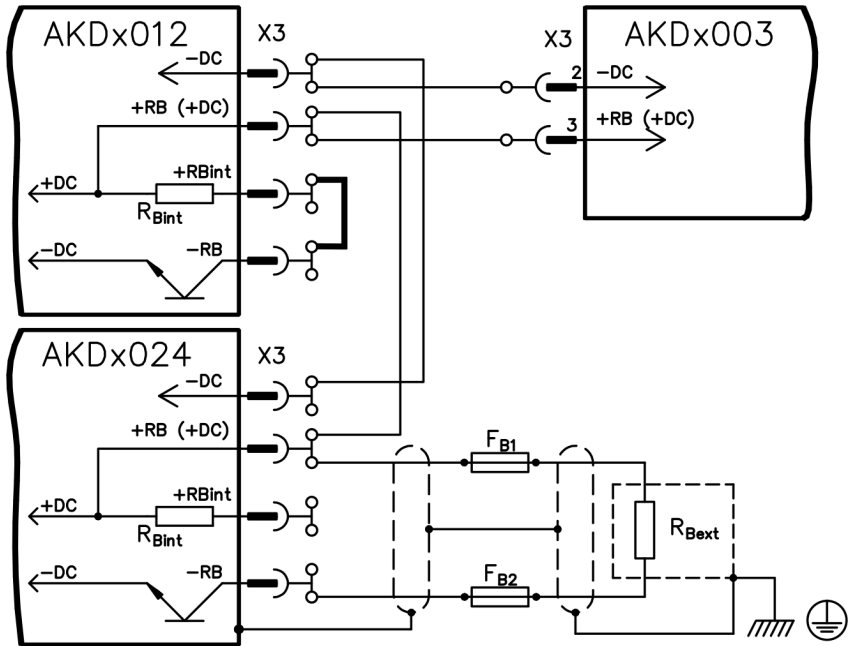 AKDx012
X3
-DC
+RB (+DC)
+DC
+RBint
RBint
-DC
-RB
X3
AKDx003
2
-DC
3
+RB (+DC)
AKDx024
X3
-DC
+RB (+DC)
+DC
+RBint
RBint
-DC
-RB
FB1
RBext
FB2